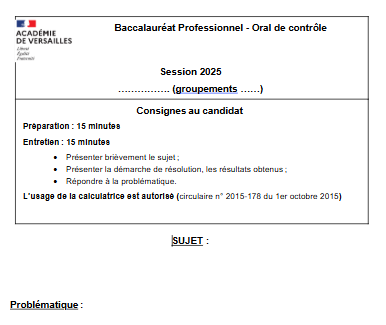 Baccalauréat Professionnel - Oral de contrôle
ACADÉMIE
DE VERSAILLES
Liberté
Égalité
Fraternité
Session 2025
................ (groupements ......)
Consignes au candidat
Préparation : 15 minutes
Entretien : 15 minutes
• Présenter brièvement le sujet ;
• Présenter la démarche de résolution, les résultats obtenus ;
• Répondre à la problématique.
L'usage de la calculatrice est autorisé (circulaire n° 2015-178 du 1er octobre 2015)
SUJET :
Problématique :